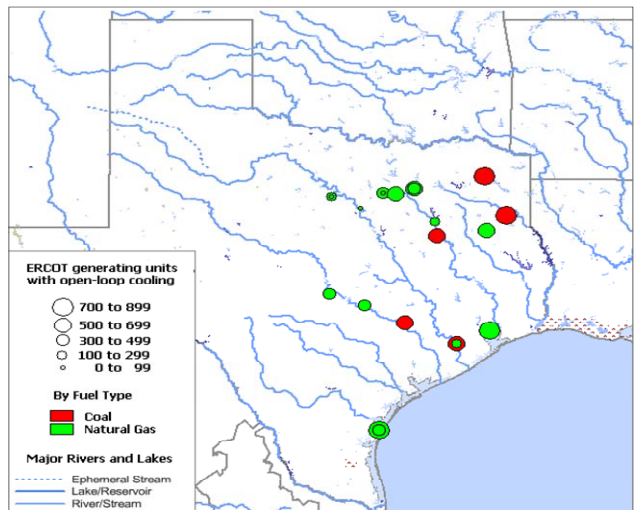 ERCOT generating units
with open-loop cooling
700 to 899
500 to 699
300 to 499
100 to 299
0 to 99
By Fuel Type
Coal
Natural Gas
Major Rivers and Lakes
Ephemeral Stream
Lake/Reservoir
River/Stream